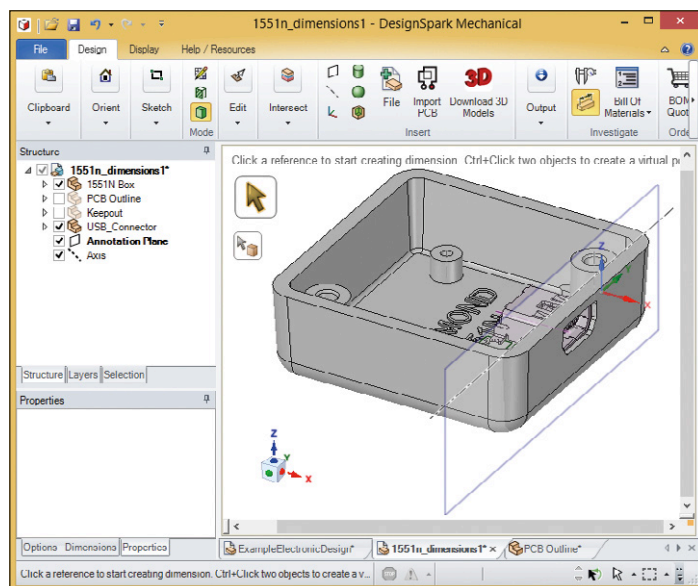 1551n_dimensions1 - DesignSpark Mechanical
File Design Display Help / Resources
Clipboard Orient Sketch Mode Edit Intersect File Import PCB Download 3D Models Insert Output Bill Of Materials Investigate BOM Quot Orde
3D
Structure
Click a reference to start creating dimension. Ctrl+Click two objects to create a virtual p
1551n_dimensions1*
1551N Box
PCB Outline
Keepout
USB_Connector
Annotation Plane
Axis
Z
Y
X
MOND
Structure Layers Selection
Properties
Z
Y
X
Options Dimensions Properties
ExampleElectronicDesign* 1551n_dimensions1* PCB Outline*
Click a reference to start creating dimension. Ctrl+Click two objects to create a v...